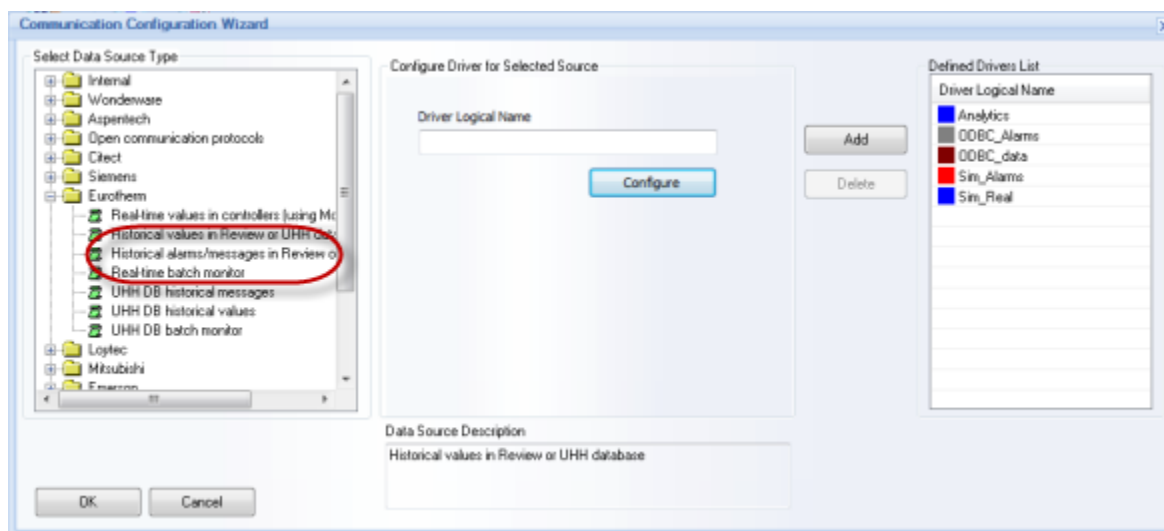 Communication Configuration Wizard
Select Data Source Type
Internal
Wonderware
Aspentech
Open communication protocols
Citect
Siemens
Eurotherm
Real-time values in controllers (using Mo
Historical values in Review or UHH data
Historical alarms/messages in Review o
Real-time batch monitor
UHH DB historical messages
UHH DB historical values
UHH DB batch monitor
Loytec
Mitsubishi
Emerson
OK
Cancel
Configure Driver for Selected Source
Driver Logical Name
Configure
Data Source Description
Historical values in Review or UHH database
Add
Delete
Defined Drivers List
Driver Logical Name
Analytics
ODBC_Alarms
ODBC_data
Sim_Alarms
Sim_Real